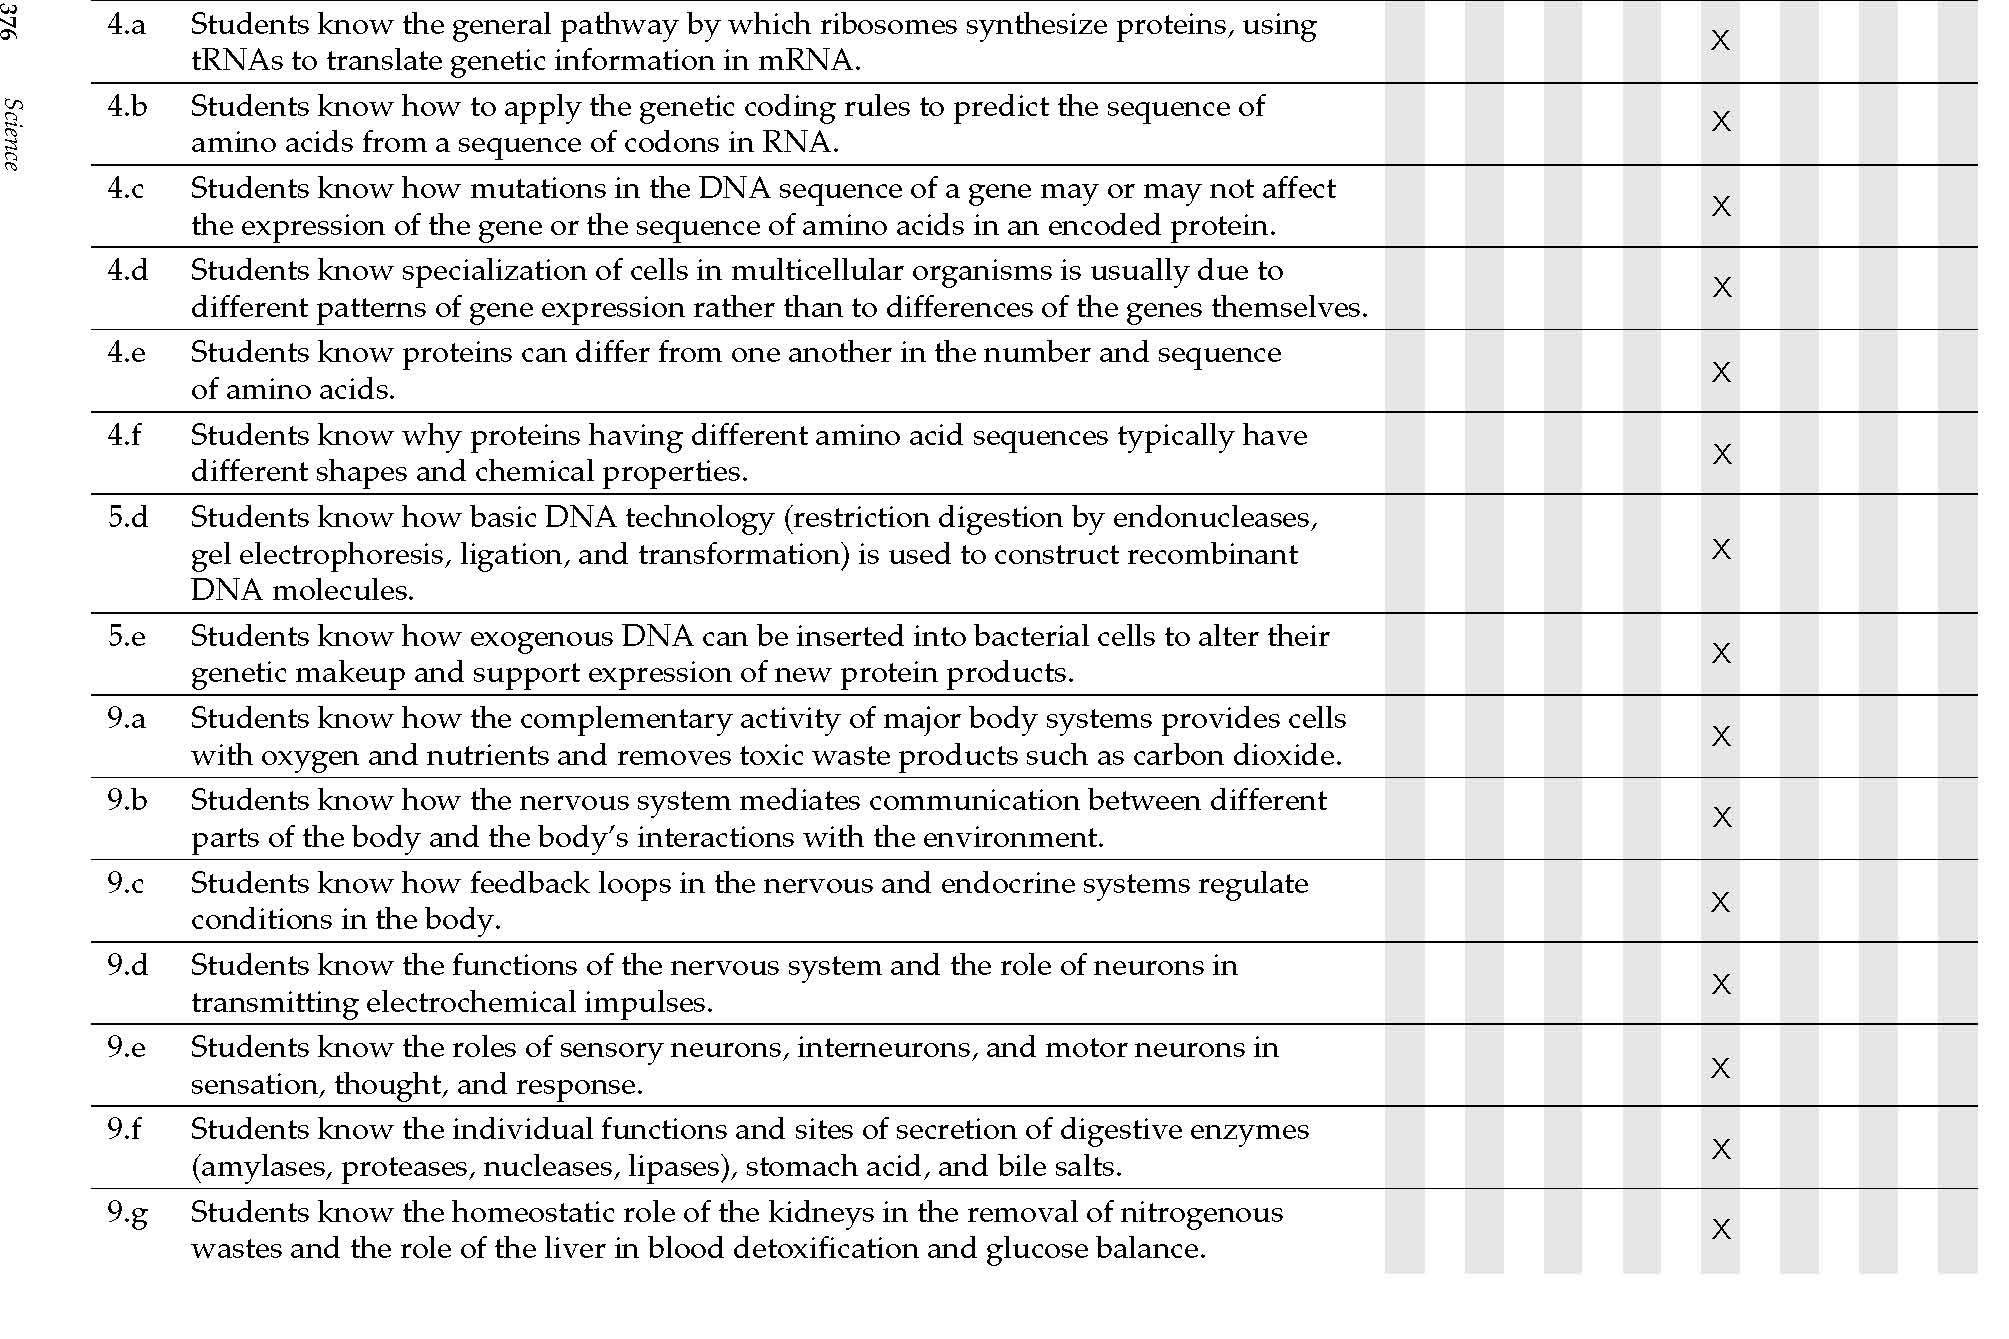 376 Science
4.a Students know the general pathway by which ribosomes synthesize proteins, using
tRNAs to translate genetic information in mRNA.
X
4.b Students know how to apply the genetic coding rules to predict the sequence of
amino acids from a sequence of codons in RNA.
X
4.c Students know how mutations in the DNA sequence of a gene may or may not affect
the expression of the gene or the sequence of amino acids in an encoded protein.
X
4.d Students know specialization of cells in multicellular organisms is usually due to
different patterns of gene expression rather than to differences of the genes themselves.
X
4.e Students know proteins can differ from one another in the number and sequence
of amino acids.
X
4.f Students know why proteins having different amino acid sequences typically have
different shapes and chemical properties.
X
5.d Students know how basic DNA technology (restriction digestion by endonucleases,
gel electrophoresis, ligation, and transformation) is used to construct recombinant
DNA molecules.
X
5.e Students know how exogenous DNA can be inserted into bacterial cells to alter their
genetic makeup and support expression of new protein products.
X
9.a Students know how the complementary activity of major body systems provides cells
with oxygen and nutrients and removes toxic waste products such as carbon dioxide.
X
9.b Students know how the nervous system mediates communication between different
parts of the body and the body’s interactions with the environment.
X
9.c Students know how feedback loops in the nervous and endocrine systems regulate
conditions in the body.
X
9.d Students know the functions of the nervous system and the role of neurons in
transmitting electrochemical impulses.
X
9.e Students know the roles of sensory neurons, interneurons, and motor neurons in
sensation, thought, and response.
X
9.f Students know the individual functions and sites of secretion of digestive enzymes
(amylases, proteases, nucleases, lipases), stomach acid, and bile salts.
X
9.g Students know the homeostatic role of the kidneys in the removal of nitrogenous
wastes and the role of the liver in blood detoxification and glucose balance.
X